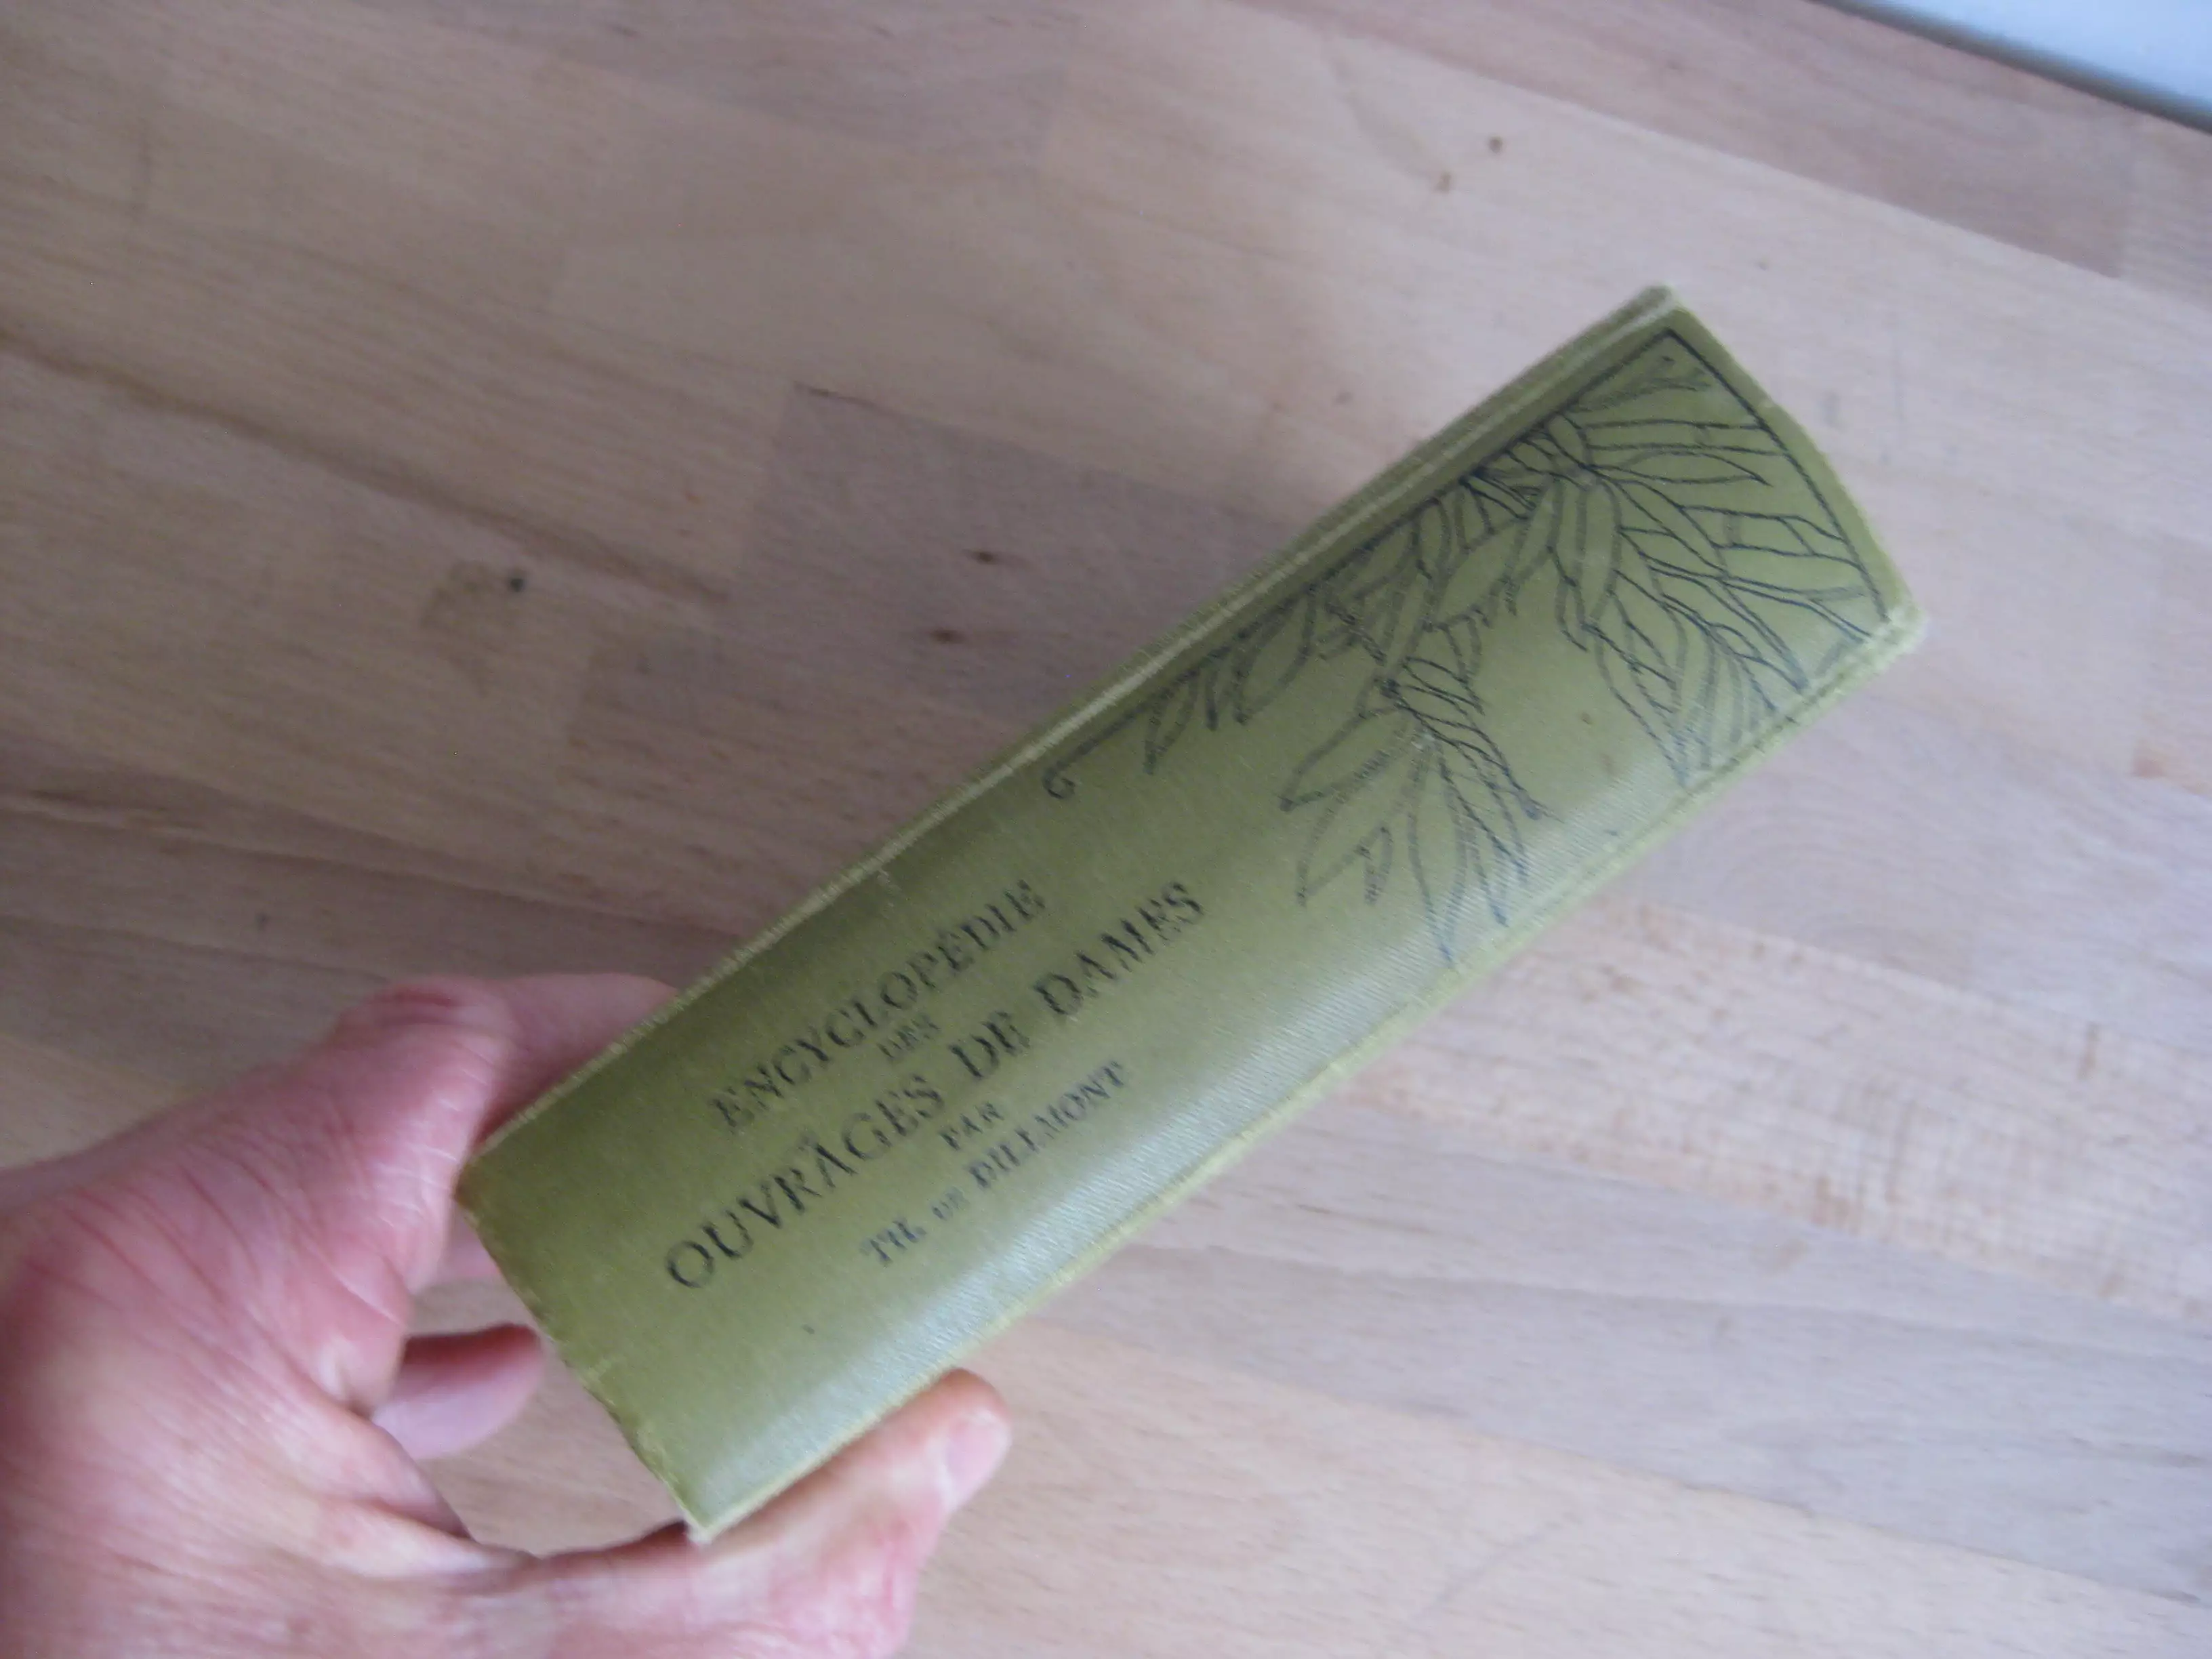 ENCYCLOPÉDIE
DES
OUVRAGES DE DAMES
PAR
TH. DE DILLMONT